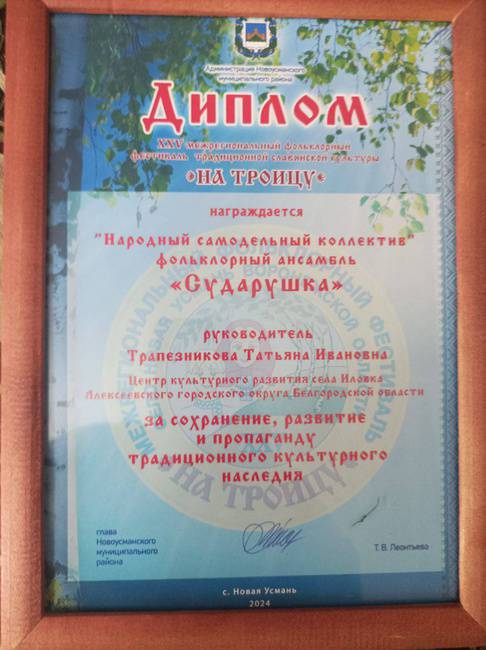 Администрация Новоусманского
муниципального района
Диплом
XXV межрегиональный фольклорный
фестиваль традиционной славянской культуры
«НА ТРОИЦУ»
награждается
"Народный самодельный коллектив"
фольклорный ансамбль
«Сударушка»
руководитель
Трапезникова Татьяна Ивановна
Центр культурного развития села Иловка
Алексеевского городского округа Белгородской области
за сохранение, развитие
и пропаганду
традиционного культурного
наследия
глава
Новоусманского
муниципального
района
Т. В. Леонтьева
с. Новая Усмань
2024